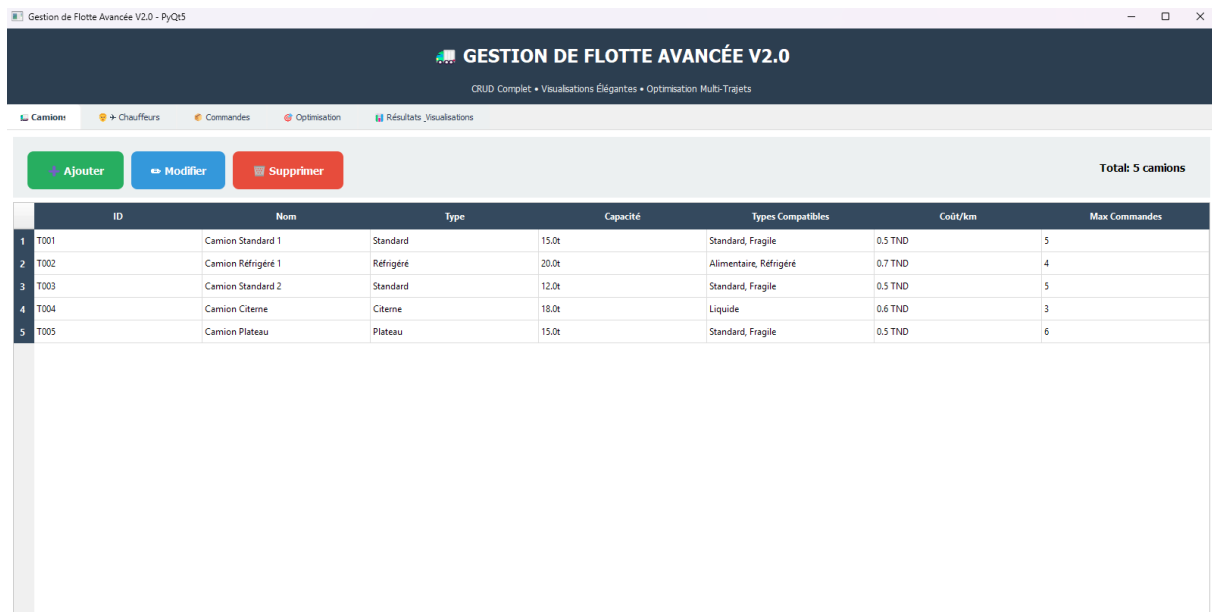 Gestion de Flotte Avancée V2.0 - PyQt5
GESTION DE FLOTTE AVANCÉE V2.0
CRUD Complet • Visualisations Élégantes • Optimisation Multi-Trajets
Camions Chauffeurs Commandes Optimisation Résultats _Visualisations
Ajouter Modifier Supprimer Total: 5 camions
ID Nom Type Capacité Types Compatibles Coût/km Max Commandes
1 T001 Camion Standard 1 Standard 15.0t Standard, Fragile 0.5 TND 5
2 T002 Camion Réfrigéré 1 Réfrigéré 20.0t Alimentaire, Réfrigéré 0.7 TND 4
3 T003 Camion Standard 2 Standard 12.0t Standard, Fragile 0.5 TND 5
4 T004 Camion Citerne Citerne 18.0t Liquide 0.6 TND 3
5 T005 Camion Plateau Plateau 15.0t Standard, Fragile 0.5 TND 6